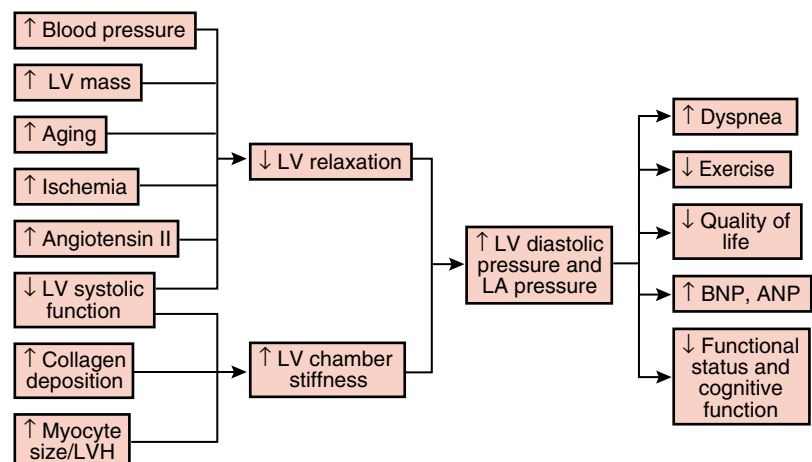 ↑ Blood pressure
↑ LV mass
↑ Aging
↑ Ischemia
↑ Angiotensin II
↓ LV systolic
function
↑ Collagen
deposition
↑ Myocyte
size/LVH
↓ LV relaxation
↑ LV chamber
stiffness
↑ LV diastolic
pressure and
LA pressure
↑ Dyspnea
↓ Exercise
↓ Quality of
life
↑ BNP, ANP
↓ Functional
status and
cognitive
function